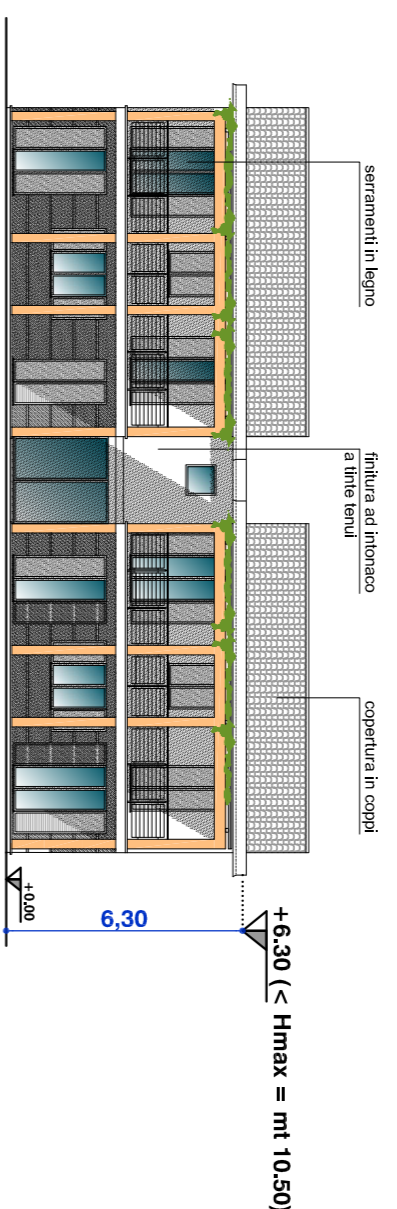 serramenti in legno
finitura ad intonaco
a tinte tenui
copertura in coppi
+6.30 (< Hmax = mt 10.50)
6,30
+0.00